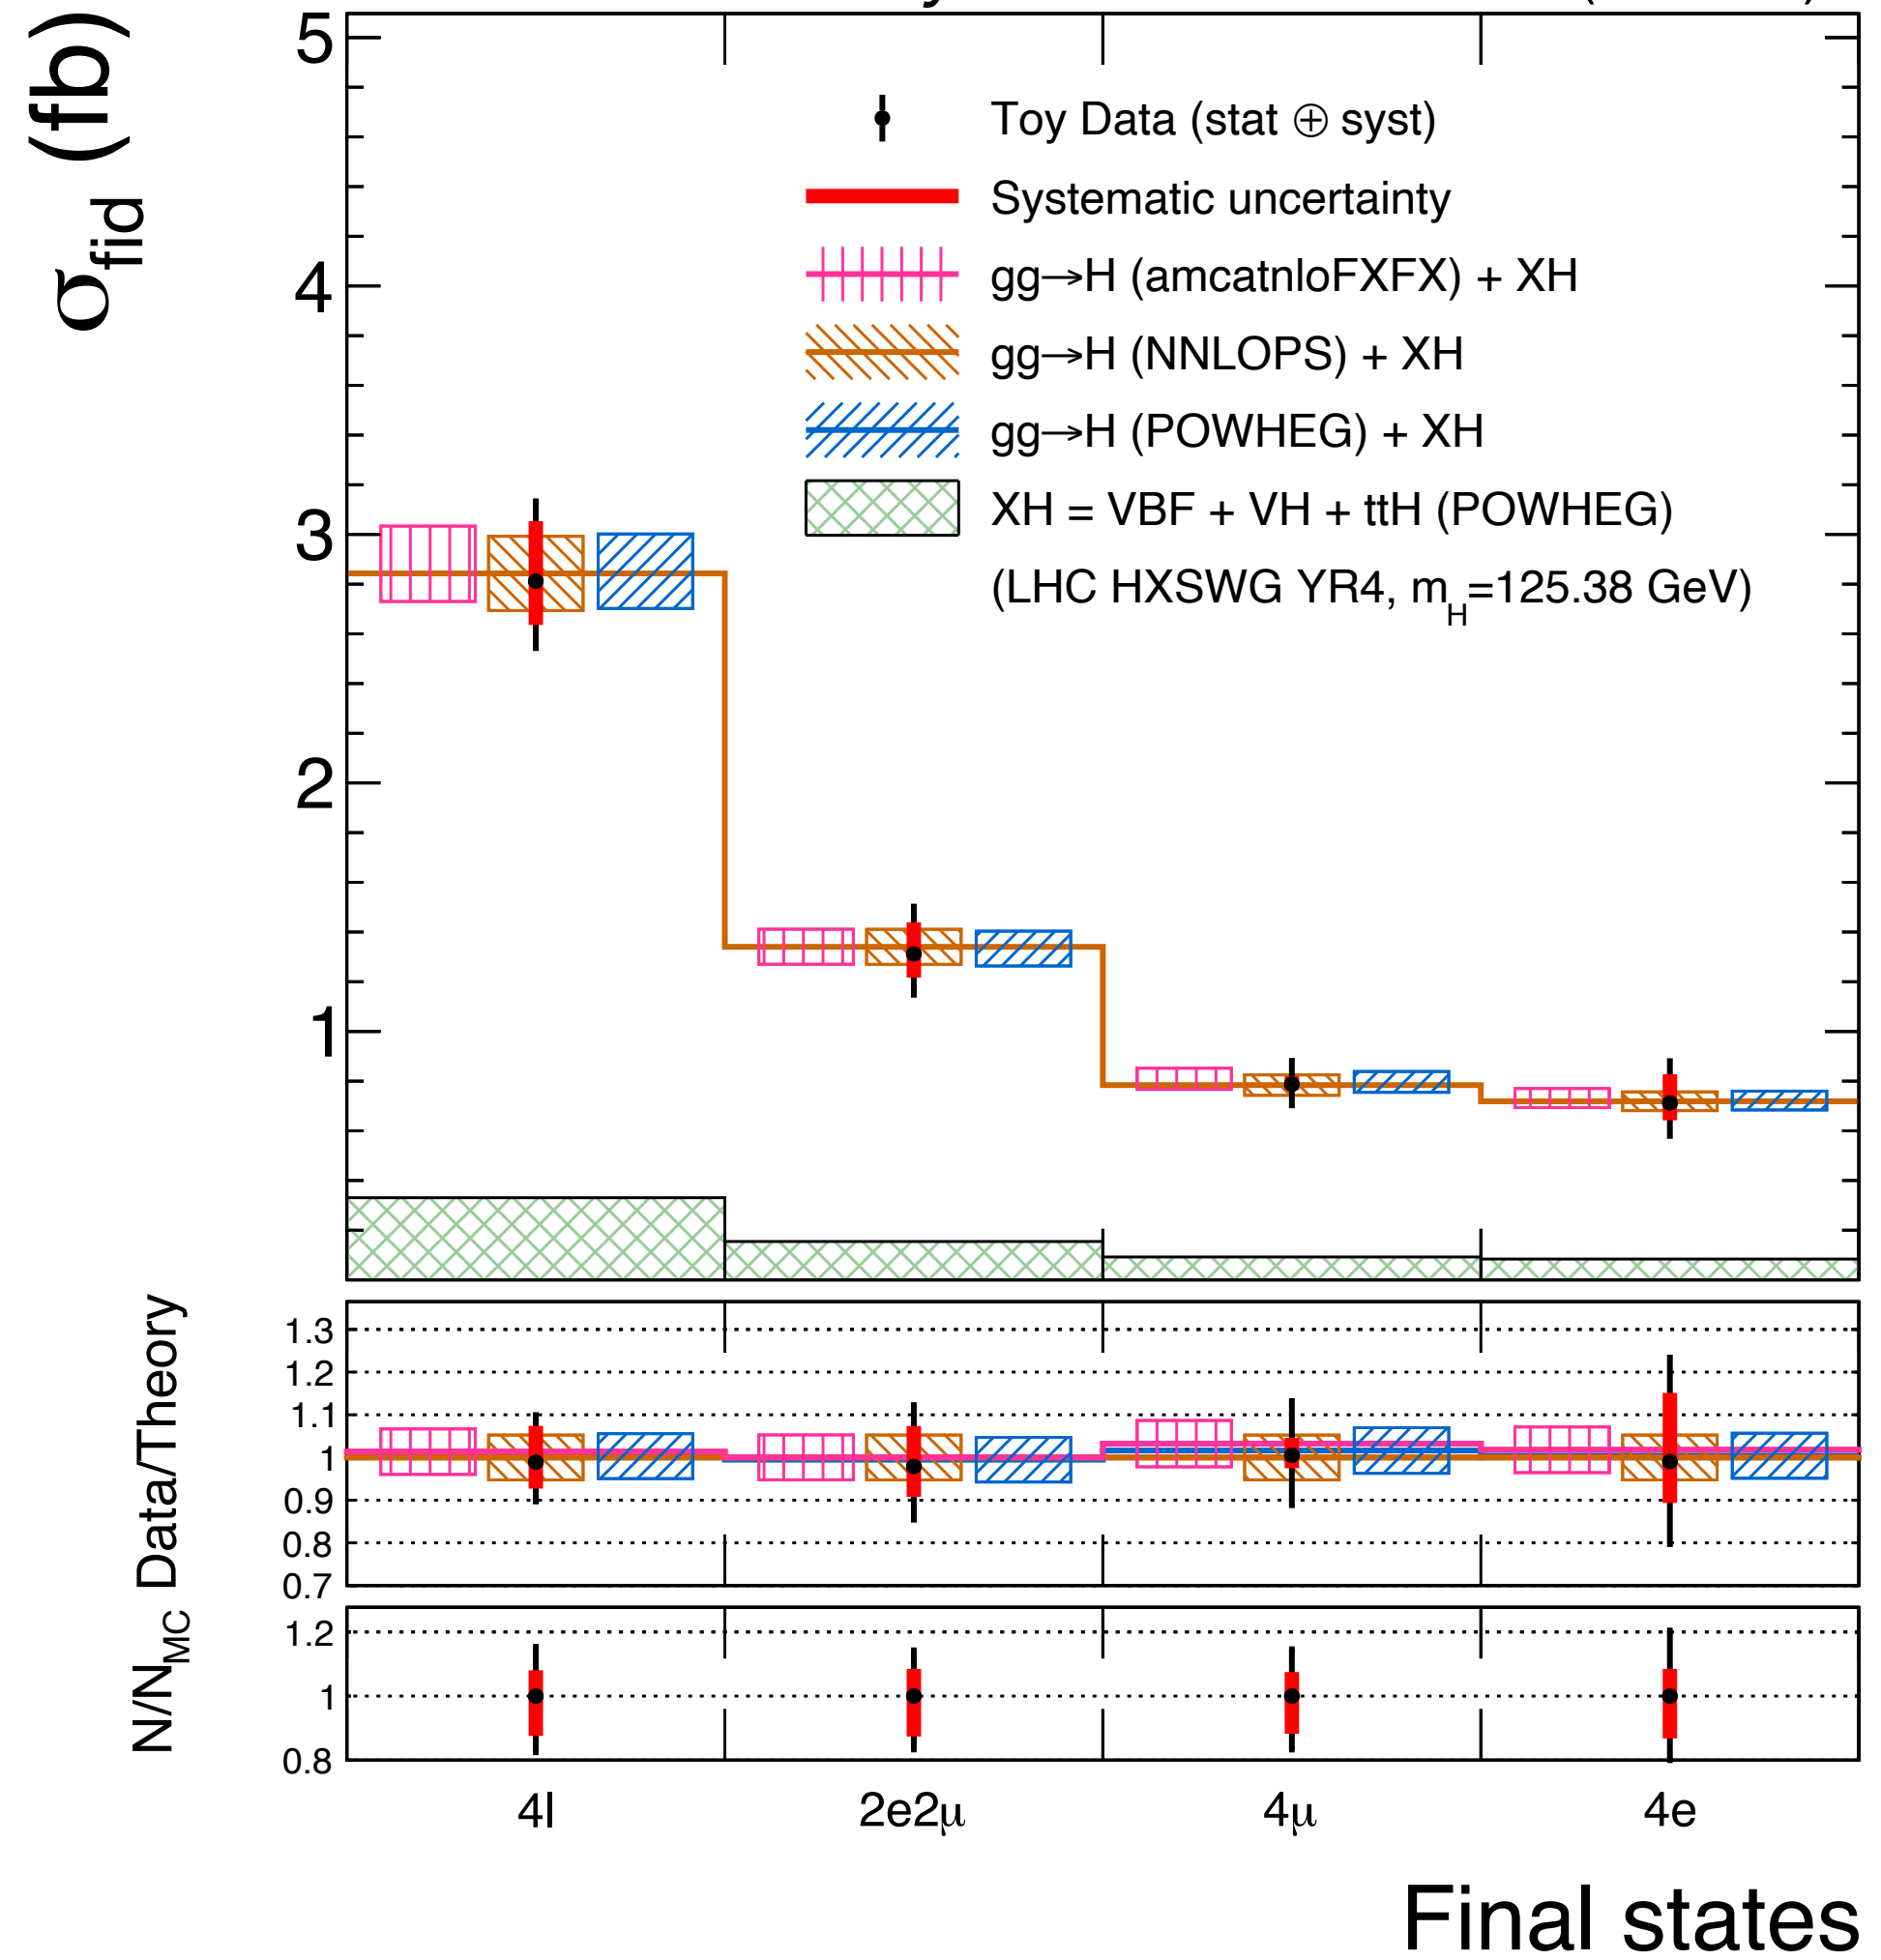 σfid (fb)
5
4
3
2
1
Toy Data (stat ⊕ syst)
Systematic uncertainty
gg→H (amcatnloFXFX) + XH
gg→H (NNLOPS) + XH
gg→H (POWHEG) + XH
XH = VBF + VH + ttH (POWHEG)
(LHC HXSWG YR4, mH=125.38 GeV)
Data/Theory
1.3
1.2
1.1
1
0.9
0.8
0.7
N/NMC
1.2
1
0.8
4l 2e2μ 4μ 4e
Final states